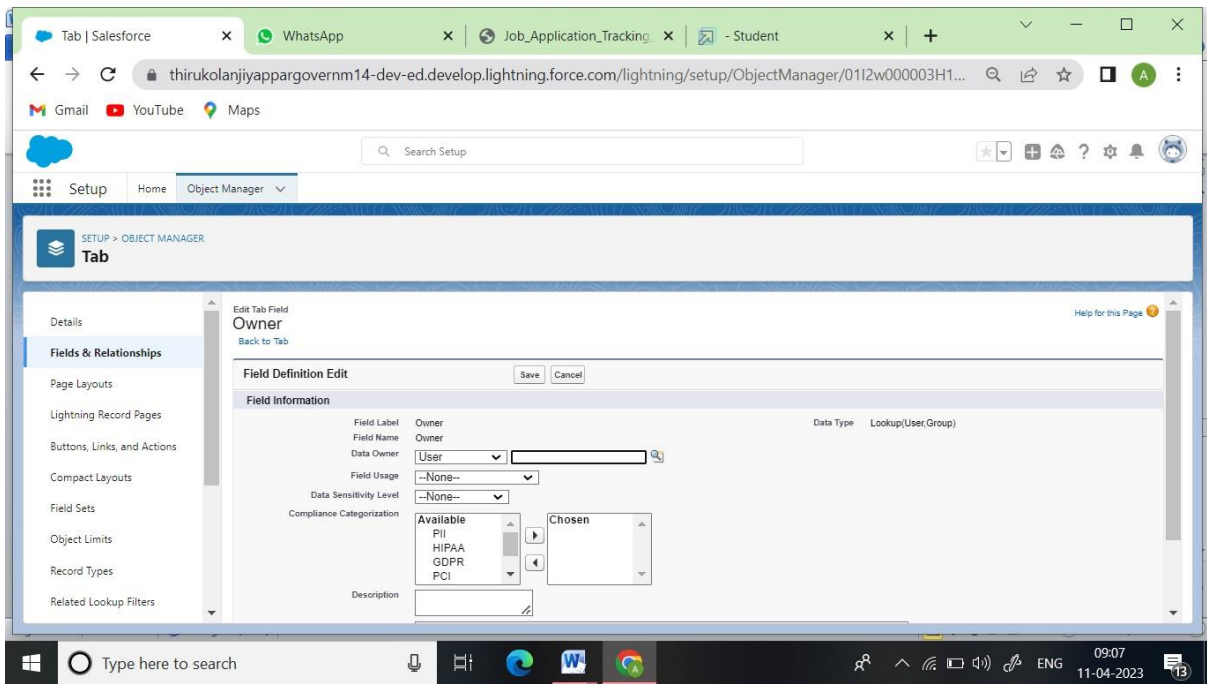 Tab | Salesforce
WhatsApp
Job_Application_Tracking_
- Student
thirukolanjiyappargovernm14-dev-ed.develop.lightning.force.com/lightning/setup/ObjectManager/01I2w000003H1...
A
Gmail
YouTube
Maps
Search Setup
Setup
Home
Object Manager
SETUP > OBJECT MANAGER
Tab
Details
Fields & Relationships
Page Layouts
Lightning Record Pages
Buttons, Links, and Actions
Compact Layouts
Field Sets
Object Limits
Record Types
Related Lookup Filters
Edit Tab Field
Owner
Back to Tab
Help for this Page
Field Definition Edit
Save
Cancel
Field Information
Field Label Owner
Data Type Lookup(User,Group)
Field Name Owner
Data Owner User
Field Usage --None--
Data Sensitivity Level --None--
Compliance Categorization
Available
PII
HIPAA
GDPR
PCI
Chosen
Description
Type here to search
ENG
09:07
11-04-2023
13